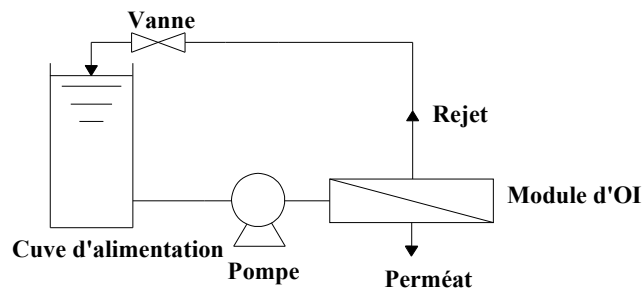 Vanne
Rejet
Module d'OI
Cuve d'alimentation
Pompe
Perméat